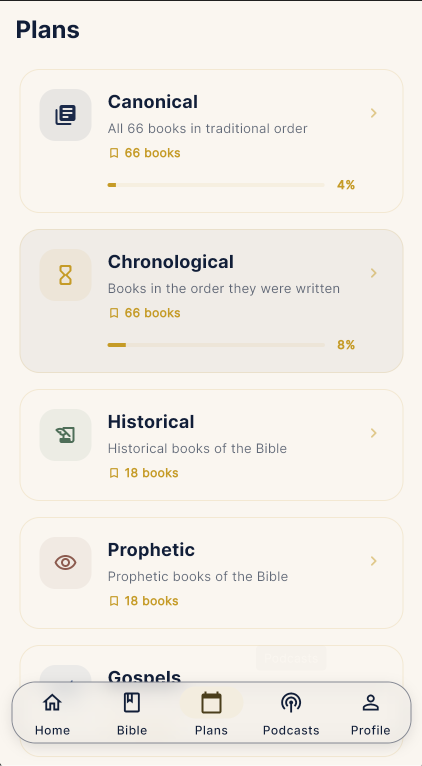 Plans
Canonical
All 66 books in traditional order
66 books
4%
Chronological
Books in the order they were written
66 books
8%
Historical
Historical books of the Bible
18 books
Prophetic
Prophetic books of the Bible
18 books
Gospels
Home
Bible
Plans
Podcasts
Profile